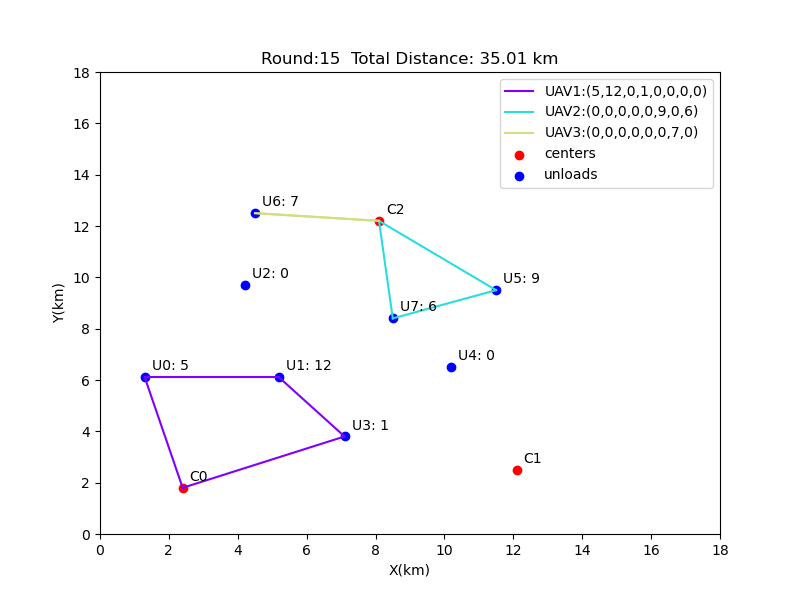 Round:15  Total Distance: 35.01 km
UAV1:(5,12,0,1,0,0,0,0)
UAV2:(0,0,0,0,0,9,0,6)
UAV3:(0,0,0,0,0,0,7,0)
centers
unloads
18
16
14
12
10
8
6
4
2
0
Y(km)
U6: 7
C2
U2: 0
U5: 9
U7: 6
U4: 0
U0: 5
U1: 12
U3: 1
C0
C1
0 2 4 6 8 10 12 14 16 18
X(km)